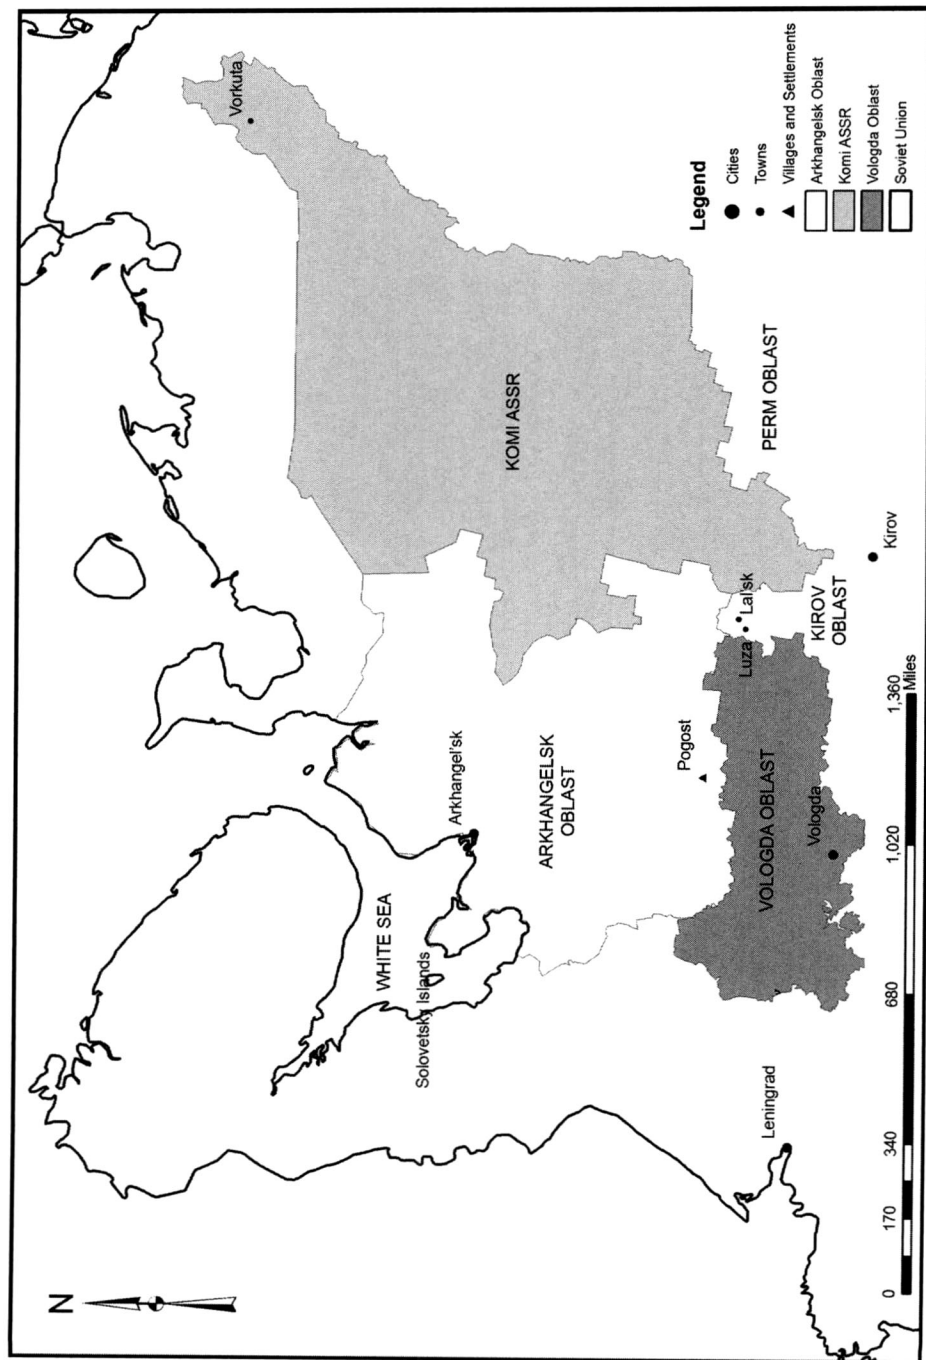 N
Vorkuta
KOMI ASSR
WHITE SEA
Solovetsky Islands
Arkhangel'sk
ARKHANGELSK
OBLAST
Pogost
Lal'sk
Luza
VOLOGDA OBLAST
Vologda
KIROV
OBLAST
Kirov
PERM OBLAST
Leningrad
Legend
Cities
Towns
Villages and Settlements
Arkhangelsk Oblast
Komi ASSR
Vologda Oblast
Soviet Union
0 170 340 680 1,020 1,360
Miles